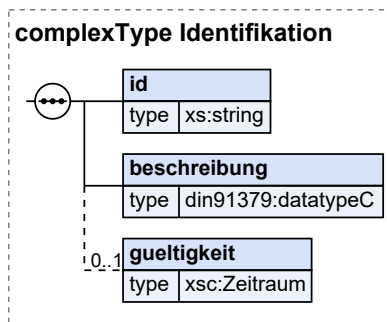 complexType Identifikation
id
type xs:string
beschreibung
type din91379:datatypeC
0..1
gueltigkeit
type xsc:Zeitraum